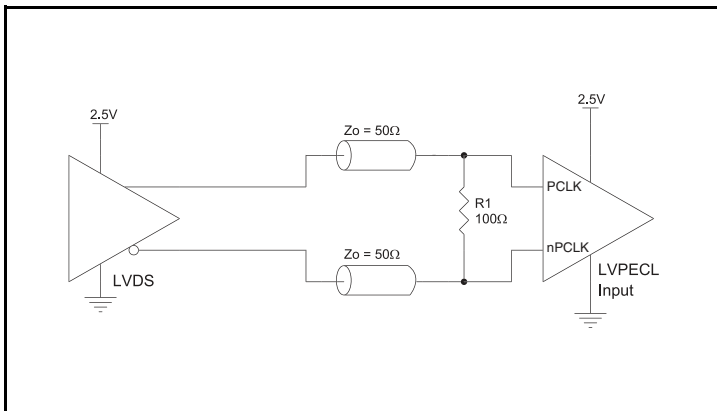 2.5V
2.5V
Zo = 50Ω
PCLK
R1
100Ω
nPCLK
Zo = 50Ω
LVDS
LVPECL
Input